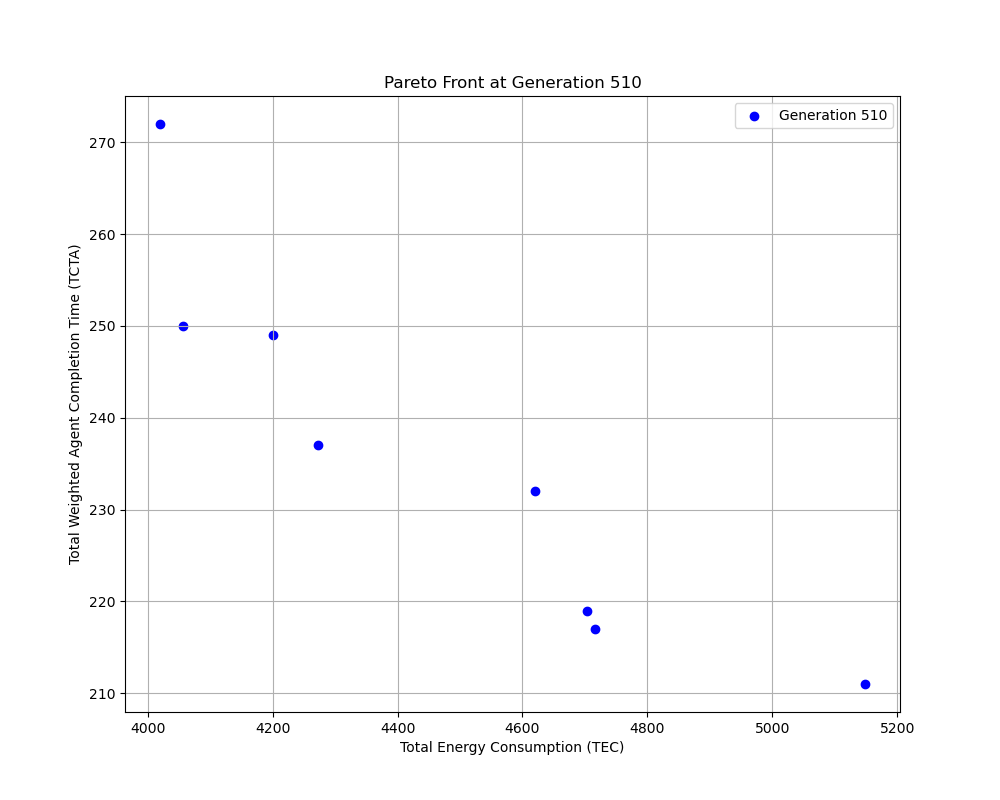 Pareto Front at Generation 510
Generation 510
Total Weighted Agent Completion Time (TCTA)
270
260
250
240
230
220
210
4000 4200 4400 4600 4800 5000 5200
Total Energy Consumption (TEC)